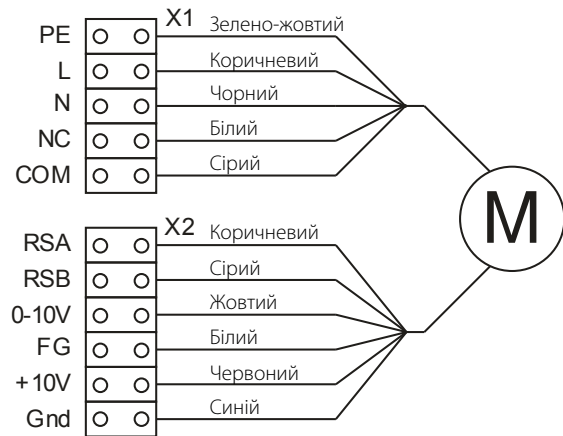 X1
PE Зелено-жовтий
L Коричневий
N Чорний
NC Білий
COM Сірий
M
X2
RSA Коричневий
RSB Сірий
0-10V Жовтий
FG Білий
+10V Червоний
Gnd Синій